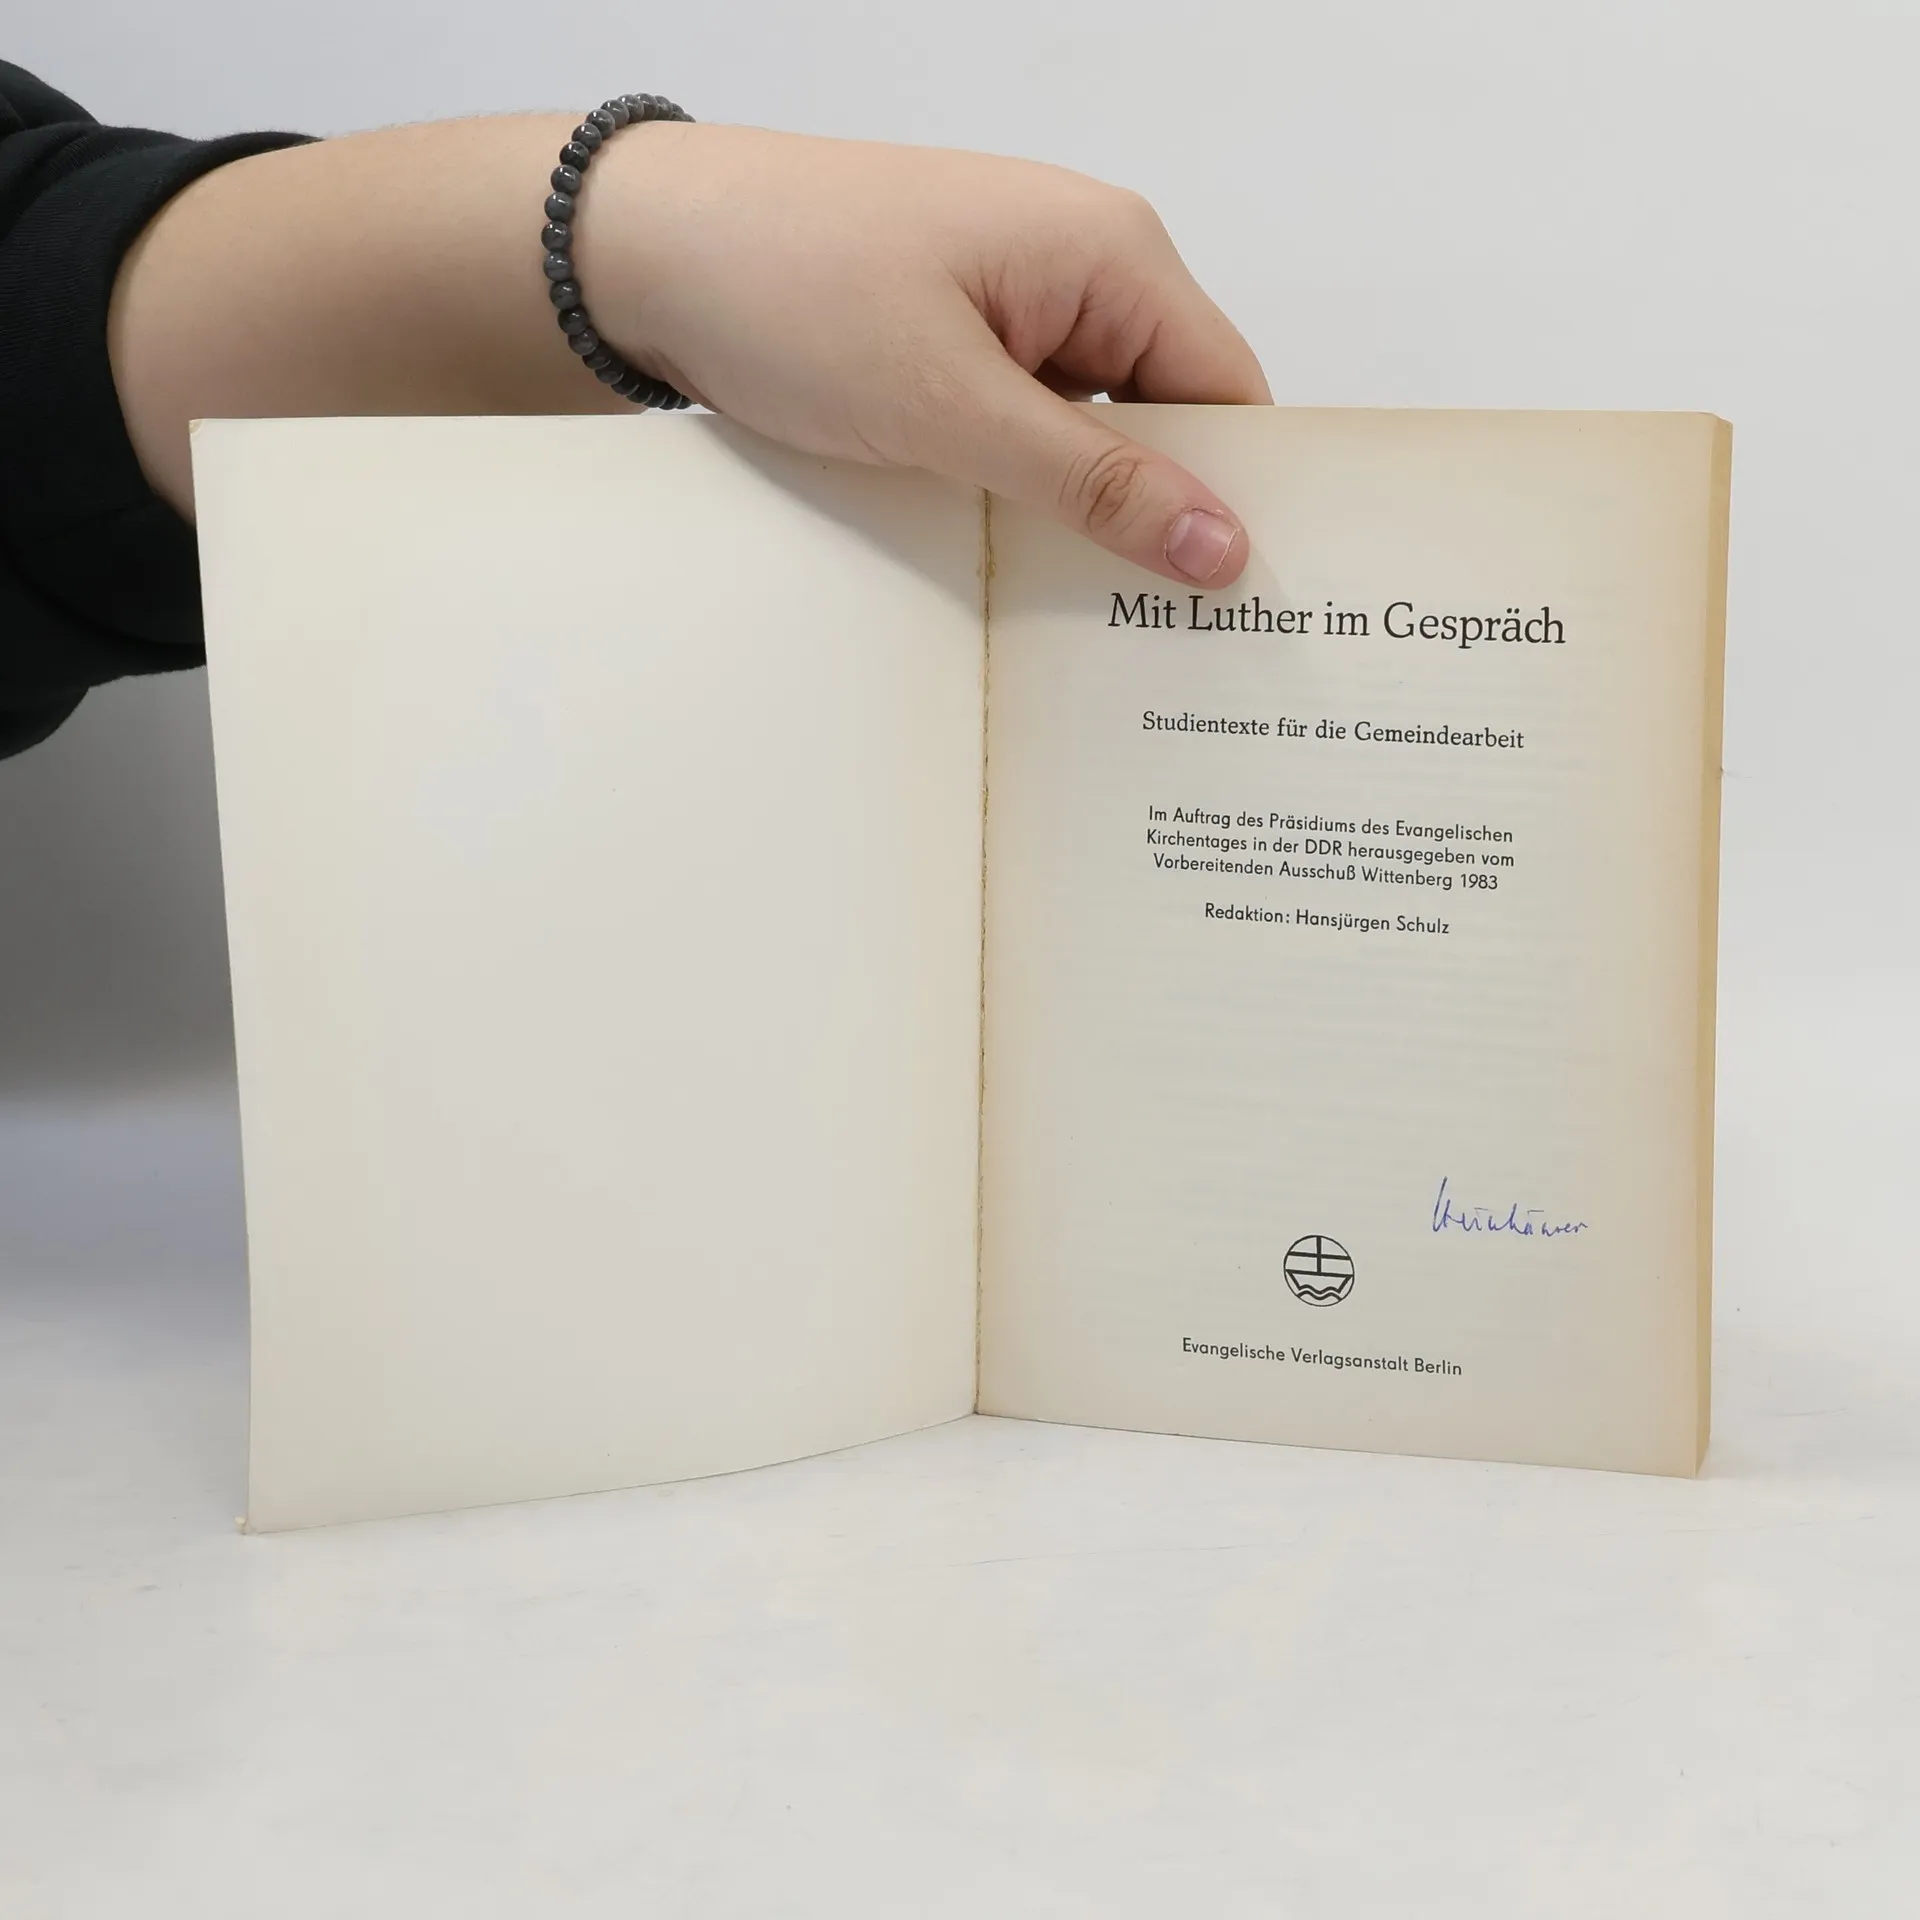 Mit Luther im Gespräch
Studientexte für die Gemeindearbeit
Im Auftrag des Präsidiums des Evangelischen
Kirchentages in der DDR herausgegeben vom
Vorbereitenden Ausschuß Wittenberg 1983
Redaktion: Hansjürgen Schulz
Evangelische Verlagsanstalt Berlin